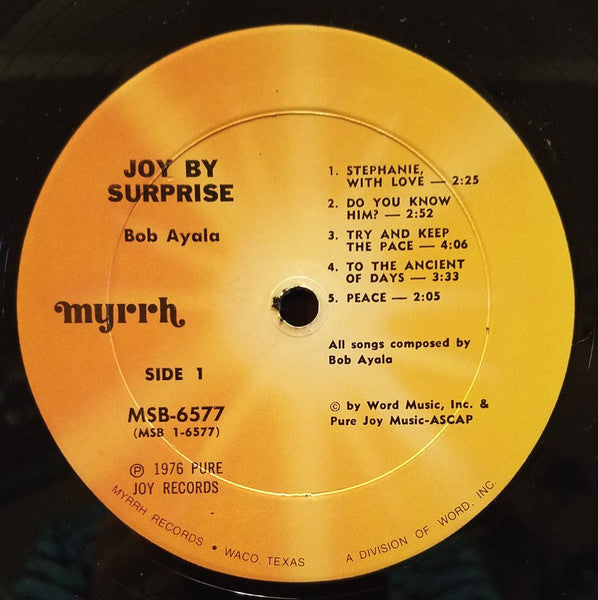 JOY BY
SURPRISE
Bob Ayala
myrrh
SIDE 1
MSB-6577
(MSB 1-6577)
℗ 1976 PURE
JOY RECORDS
1. STEPHANIE,
WITH LOVE — 2:25
2. DO YOU KNOW
HIM? — 2:52
3. TRY AND KEEP
THE PACE — 4:06
4. TO THE ANCIENT
OF DAYS — 3:33
5. PEACE — 2:05
All songs composed by
Bob Ayala
© by Word Music, Inc. &
Pure Joy Music-ASCAP
MYRRH RECORDS • WACO, TEXAS A DIVISION OF WORD, INC